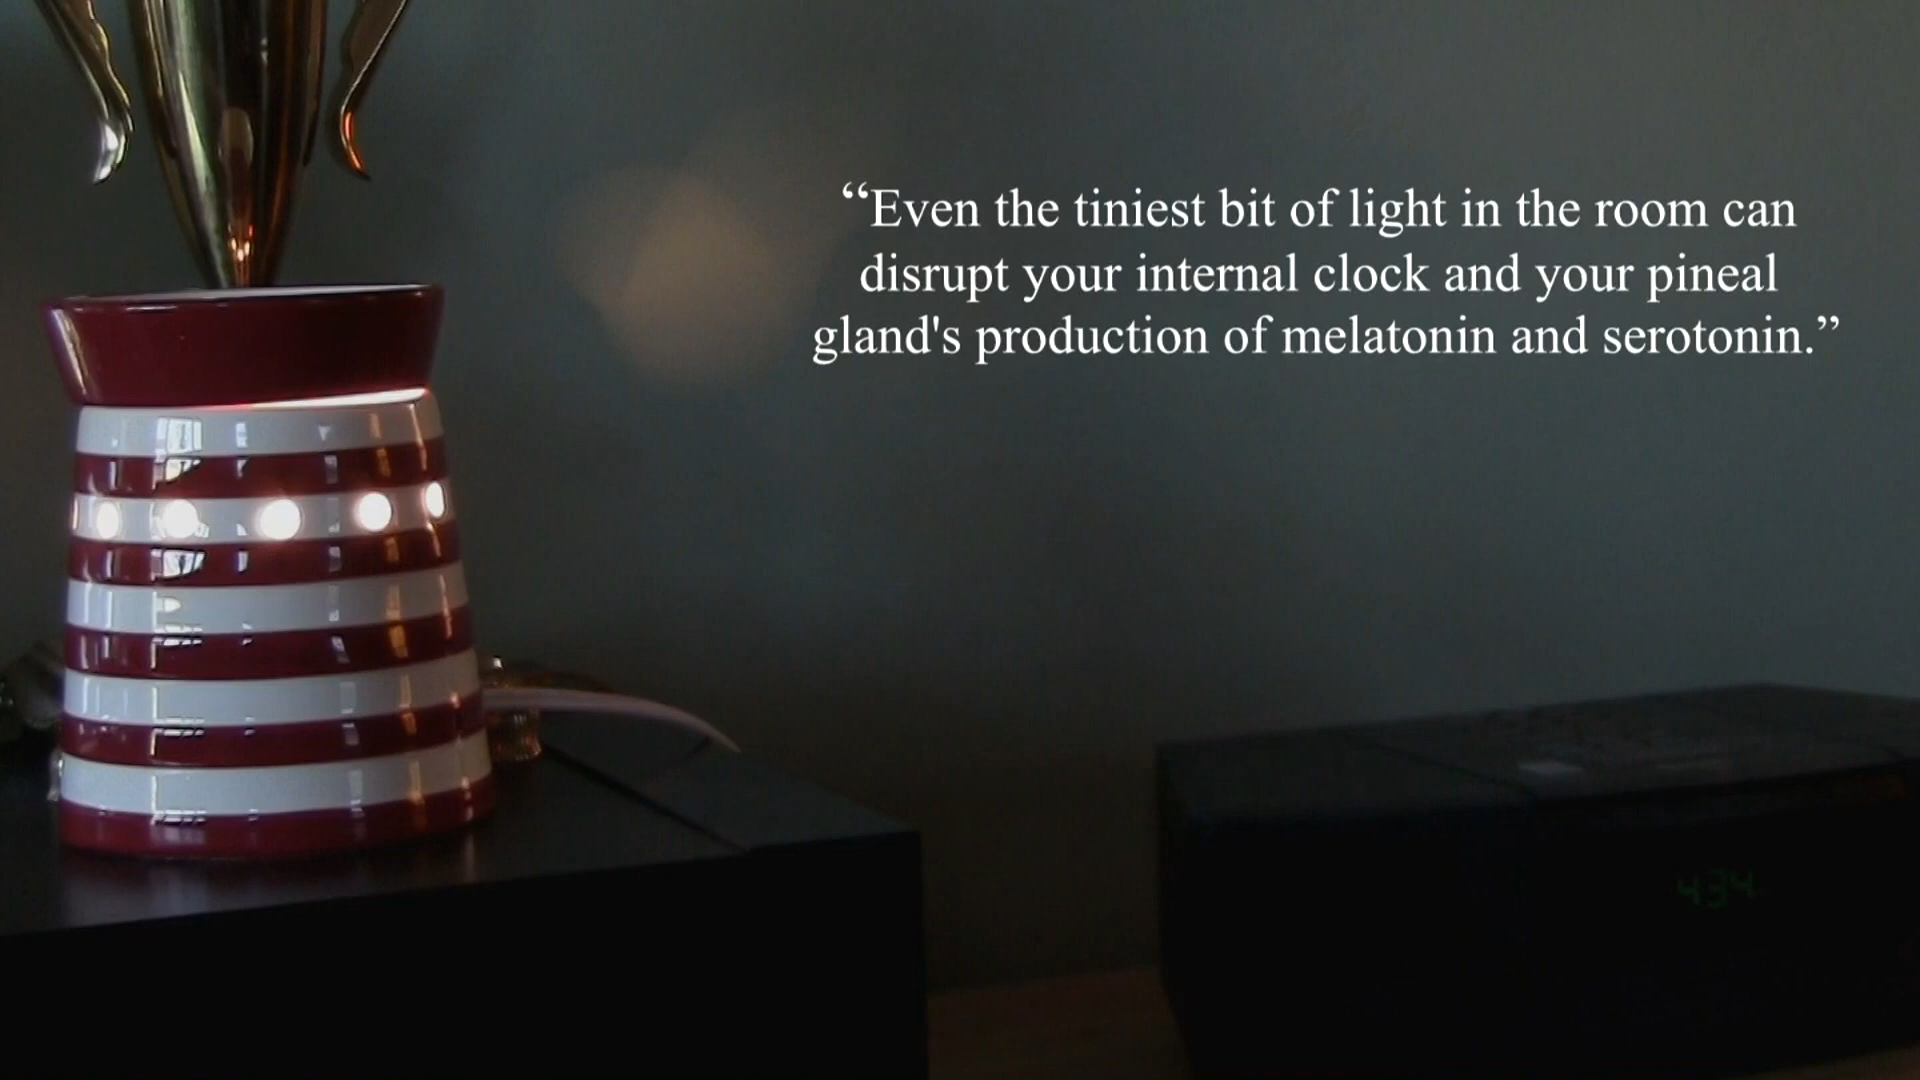 “Even the tiniest bit of light in the room can
disrupt your internal clock and your pineal
gland's production of melatonin and serotonin.”
434